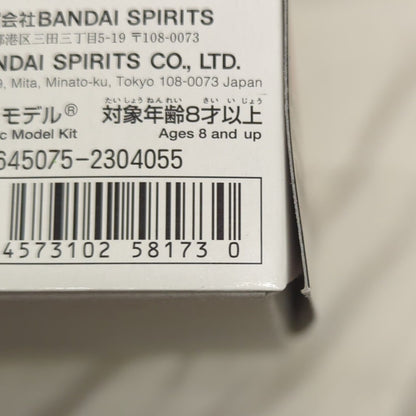 会BANDAI SPIRITS
都港区三田三丁目5-19 〒108-0073
NDAI SPIRITS CO., LTD.
9, Mita, Minato-ku, Tokyo 108-0073 Japan
モデル® 対象年齢8才以上
たいしょうねんれい さい いじょう
c Model Kit Ages 8 and up
645075-2304055
4573102 58173 0